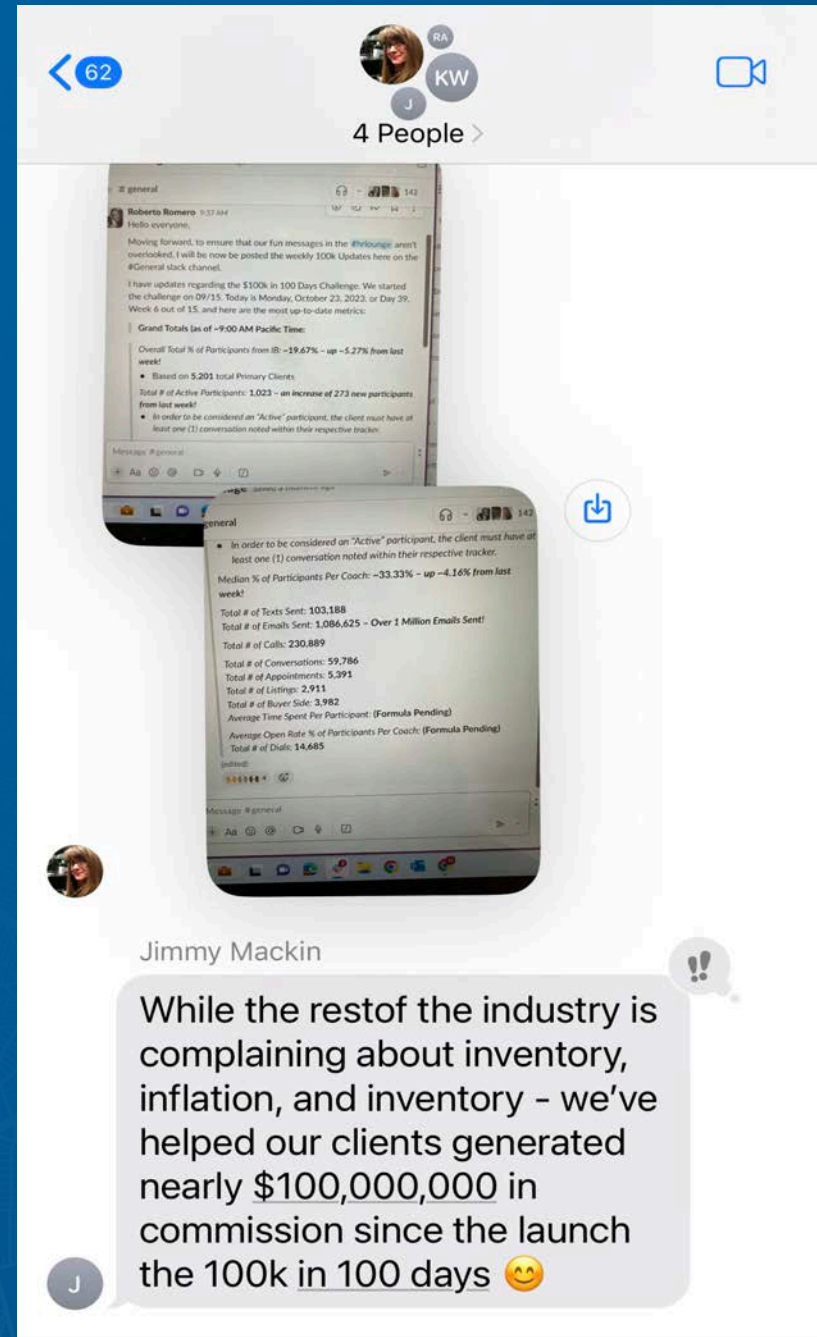 62
RA
KW
J
4 People >
# general
142
Roberto Romero 9:37 AM
Hello everyone,
Moving forward, to ensure that our fun messages in the #hrlounge aren't
overlooked, I will be now be posted the weekly 100k Updates here on the
#General slack channel.
I have updates regarding the $100k in 100 Days Challenge. We started
the challenge on 09/15. Today is Monday, October 23, 2023, or Day 39,
Week 6 out of 15, and here are the most up-to-date metrics:
Grand Totals (as of ~9:00 AM Pacific Time:
Overall Total % of Participants from IB: ~19.67% – up ~5.27% from last
week!
• Based on 5,201 total Primary Clients
Total # of Active Participants: 1,023 – an increase of 273 new participants
from last week!
• In order to be considered an "Active" participant, the client must have at
least one (1) conversation noted within their respective tracker.
Message #general
Aa
general
142
• In order to be considered an "Active" participant, the client must have at
least one (1) conversation noted within their respective tracker.
Median % of Participants Per Coach: ~33.33% – up ~4.16% from last
week!
Total # of Texts Sent: 103,188
Total # of Emails Sent: 1,086,625 – Over 1 Million Emails Sent!
Total # of Calls: 230,889
Total # of Conversations: 59,786
Total # of Appointments: 5,391
Total # of Listings: 2,911
Total # of Buyer Side: 3,982
Average Time Spent Per Participant: (Formula Pending)
Average Open Rate % of Participants Per Coach: (Formula Pending)
Total # of Dials: 14,685
(edited)
Message #general
Aa
Jimmy Mackin
!!
While the restof the industry is
complaining about inventory,
inflation, and inventory - we've
helped our clients generated
nearly $100,000,000 in
commission since the launch
the 100k in 100 days 😊
J